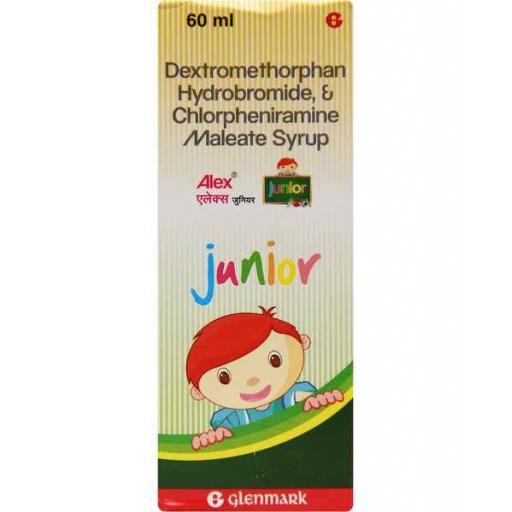 60 ml
Dextromethorphan
Hydrobromide, &
Chlorpheniramine
Maleate Syrup
Alex®
एलेक्स जुनियर
junior
junior
Glenmark